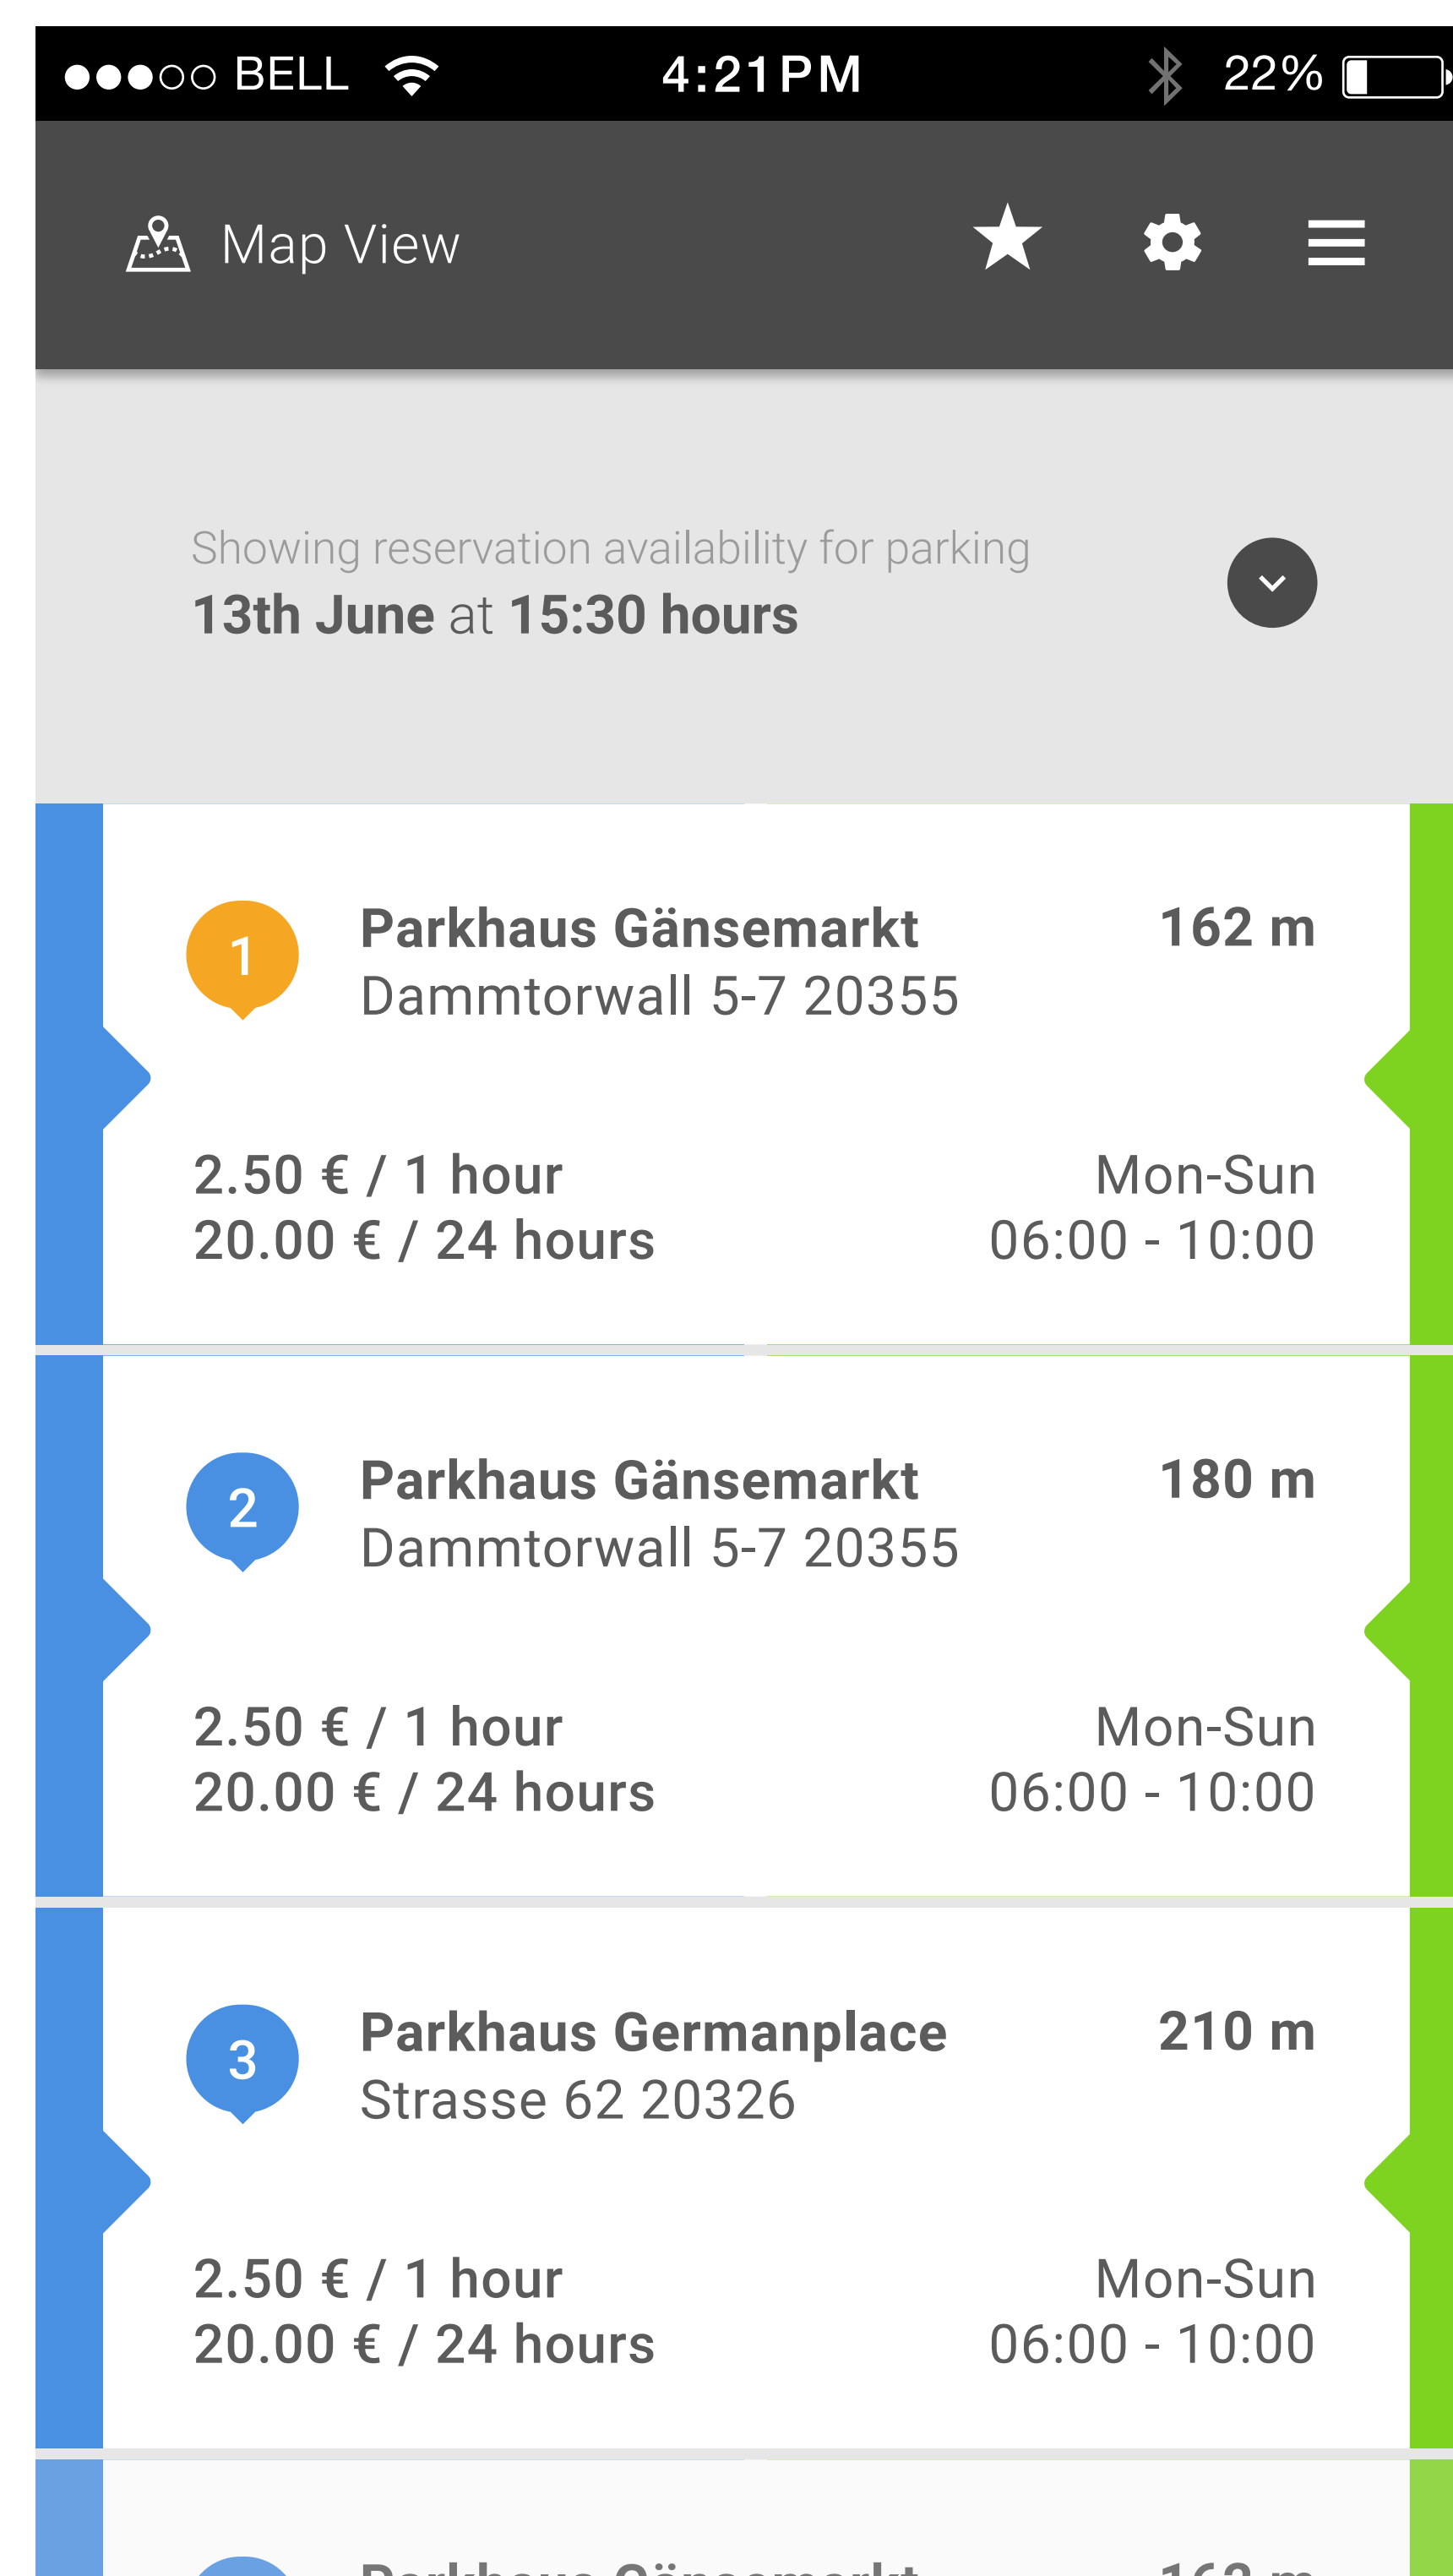 BELL 4:21PM 22%
Map View
Showing reservation availability for parking
13th June at 15:30 hours
1 Parkhaus Gänsemarkt 162 m
Dammtorwall 5-7 20355
2.50 € / 1 hour Mon-Sun
20.00 € / 24 hours 06:00 - 10:00
2 Parkhaus Gänsemarkt 180 m
Dammtorwall 5-7 20355
2.50 € / 1 hour Mon-Sun
20.00 € / 24 hours 06:00 - 10:00
3 Parkhaus Germanplace 210 m
Strasse 62 20326
2.50 € / 1 hour Mon-Sun
20.00 € / 24 hours 06:00 - 10:00
Parkhaus Gänsemarkt 162 m